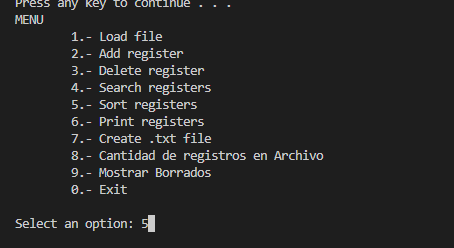 Press any key to continue . . .
MENU
1.- Load file
2.- Add register
3.- Delete register
4.- Search registers
5.- Sort registers
6.- Print registers
7.- Create .txt file
8.- Cantidad de registros en Archivo
9.- Mostrar Borrados
0.- Exit
Select an option: 5